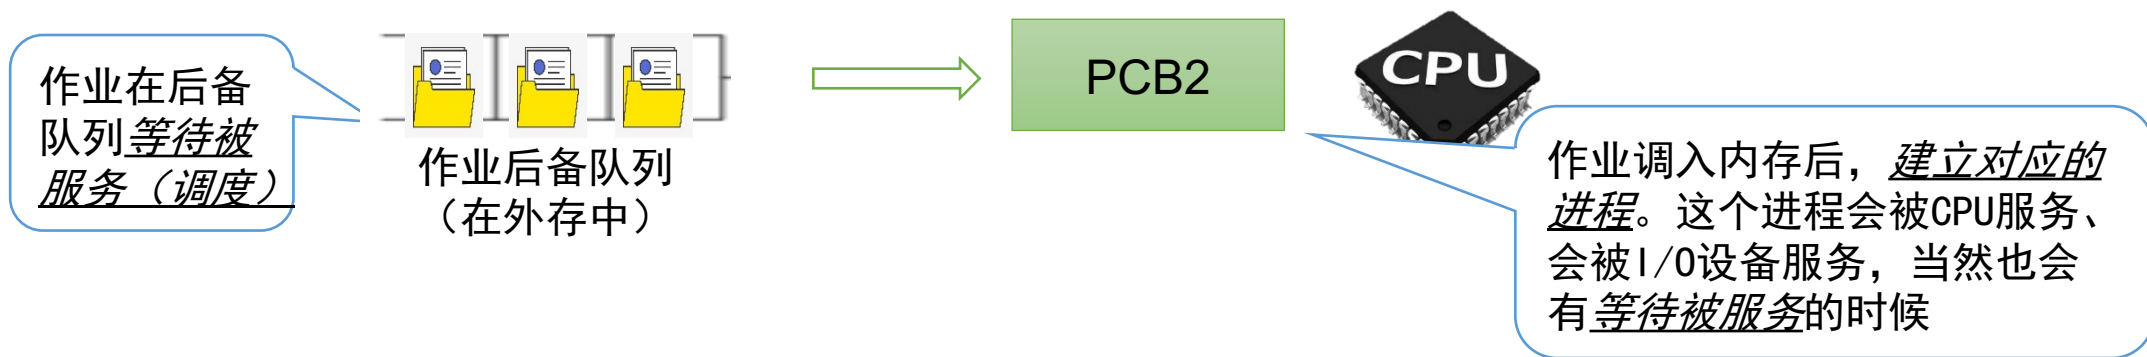 作业在后备
队列等待被
服务（调度）
作业后备队列
（在外存中）
PCB2
CPU
作业调入内存后，建立对应的
进程。这个进程会被CPU服务、
会被I/O设备服务，当然也会
有等待被服务的时候